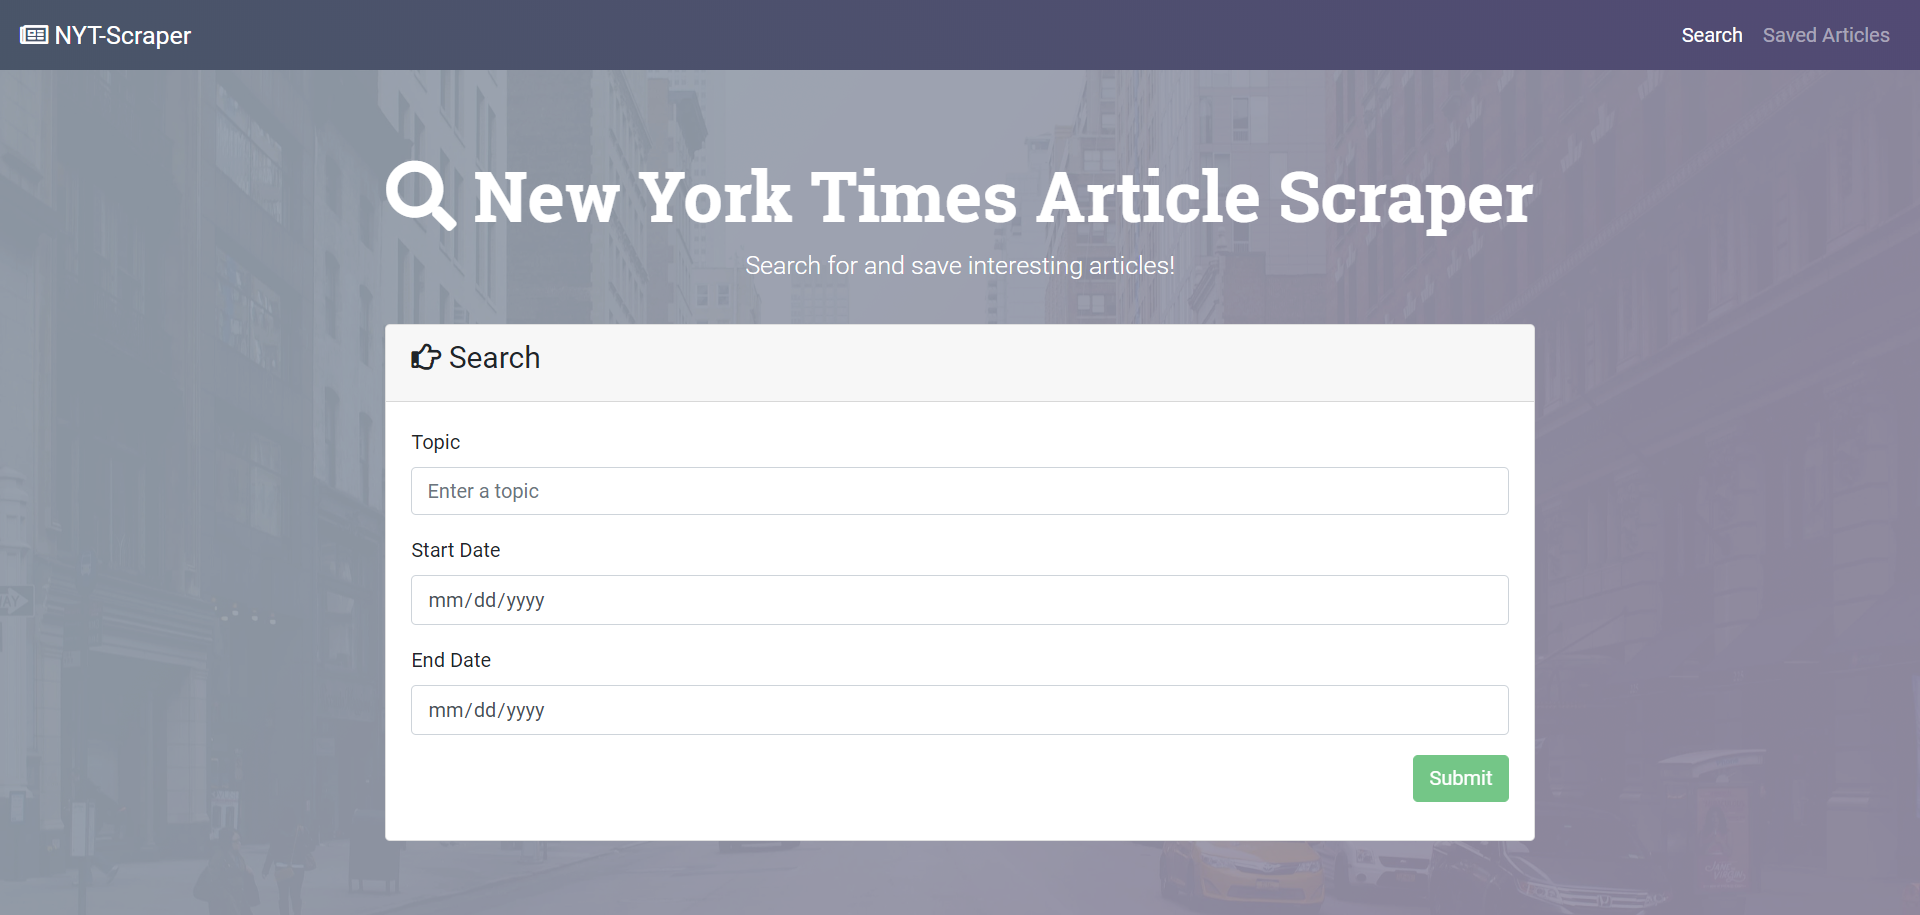 NYT-Scraper
Search Saved Articles
New York Times Article Scraper
Search for and save interesting articles!
Search
Topic
Enter a topic
Start Date
mm/dd/yyyy
End Date
mm/dd/yyyy
Submit